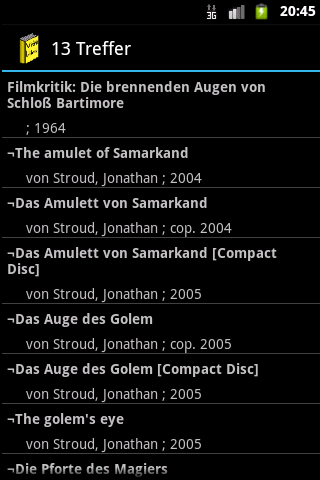 3G 20:45
13 Treffer
Filmkritik: Die brennenden Augen von
Schloß Bartimore
; 1964
¬The amulet of Samarkand
von Stroud, Jonathan ; 2004
¬Das Amulett von Samarkand
von Stroud, Jonathan ; cop. 2004
¬Das Amulett von Samarkand [Compact
Disc]
von Stroud, Jonathan ; 2005
¬Das Auge des Golem
von Stroud, Jonathan ; cop. 2005
¬Das Auge des Golem [Compact Disc]
von Stroud, Jonathan ; 2005
¬The golem's eye
von Stroud, Jonathan ; 2005
¬Die Pforte des Magiers